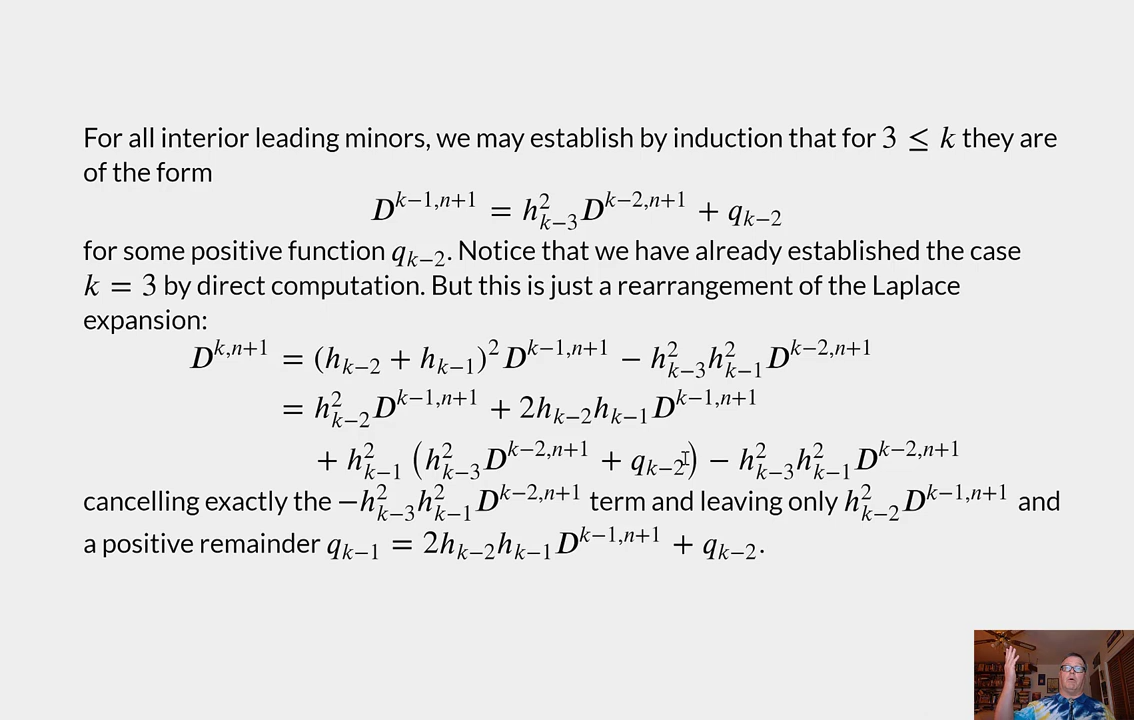 For all interior leading minors, we may establish by induction that for $3 \leq k$ they are
of the form
$D^{k-1,n+1} = h_{k-3}^2 D^{k-2,n+1} + q_{k-2}$
for some positive function $q_{k-2}$. Notice that we have already established the case
$k = 3$ by direct computation. But this is just a rearrangement of the Laplace
expansion:
$D^{k,n+1} = (h_{k-2} + h_{k-1})^2 D^{k-1,n+1} - h_{k-3}^2 h_{k-1}^2 D^{k-2,n+1}$
$= h_{k-2}^2 D^{k-1,n+1} + 2h_{k-2}h_{k-1} D^{k-1,n+1}$
$+ h_{k-1}^2 \left(h_{k-3}^2 D^{k-2,n+1} + q_{k-2}\right) - h_{k-3}^2 h_{k-1}^2 D^{k-2,n+1}$
cancelling exactly the $-h_{k-3}^2 h_{k-1}^2 D^{k-2,n+1}$ term and leaving only $h_{k-2}^2 D^{k-1,n+1}$ and
a positive remainder $q_{k-1} = 2h_{k-2}h_{k-1} D^{k-1,n+1} + q_{k-2}$.